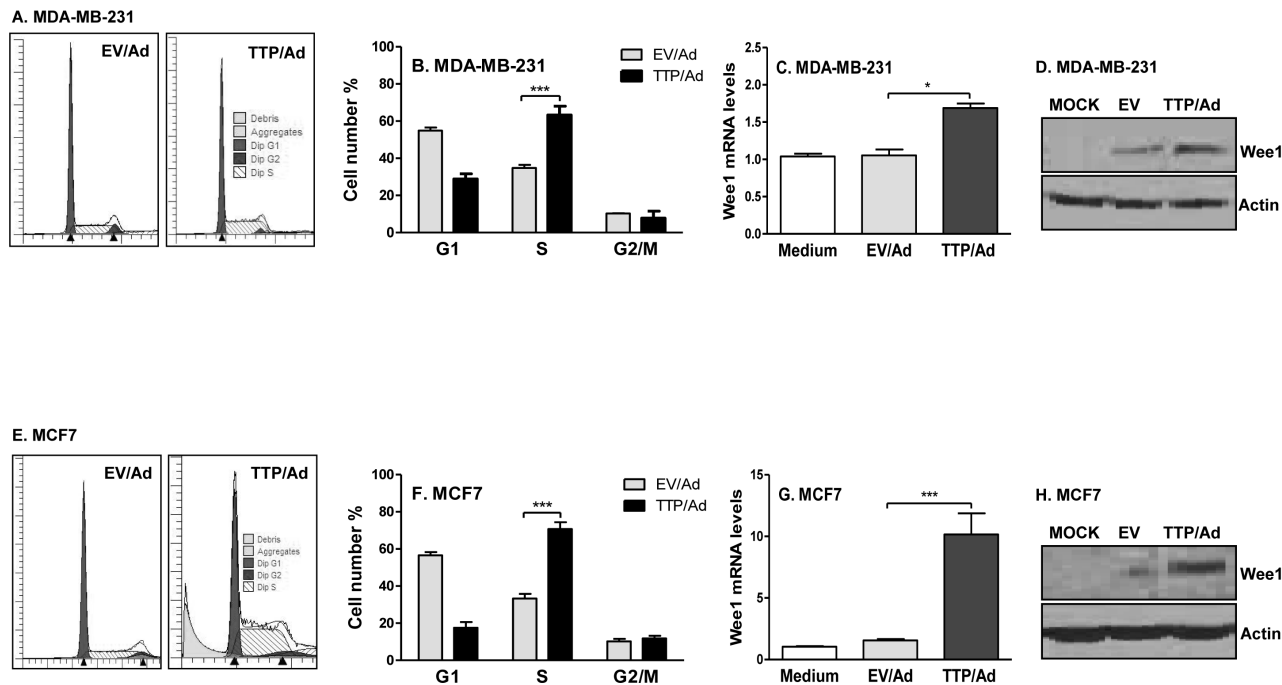 A. MDA-MB-231
EV/Ad
TTP/Ad
Debris
Aggregates
Dip G1
Dip G2
Dip S
B. MDA-MB-231
EV/Ad
TTP/Ad
***
Cell number %
100
80
60
40
20
0
G1 S G2/M
C. MDA-MB-231
*
Wee1 mRNA levels
2.5
2.0
1.5
1.0
0.5
0.0
Medium EV/Ad TTP/Ad
D. MDA-MB-231
MOCK EV TTP/Ad
Wee1
Actin
E. MCF7
EV/Ad
TTP/Ad
Debris
Aggregates
Dip G1
Dip G2
Dip S
F. MCF7
EV/Ad
TTP/Ad
***
Cell number %
100
80
60
40
20
0
G1 S G2/M
G. MCF7
***
Wee1 mRNA levels
15
10
5
0
Medium EV/Ad TTP/Ad
H. MCF7
MOCK EV TTP/Ad
Wee1
Actin